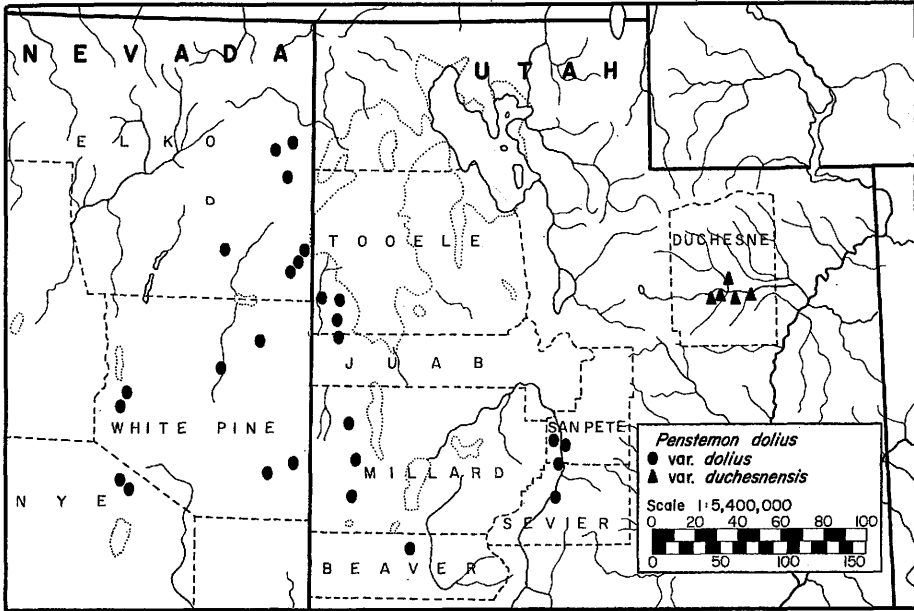 NEVADA
UTAH
ELKO
D
TOOELE
DUCHESNE
JUAB
WHITE PINE
SANPETE
MILLARD
NYE
SEVIER
BEAVER
Penstemon dolius
var. dolius
var. duchesnensis
Scale 1:5,400,000
0 20 40 60 80 100
0 50 100 150